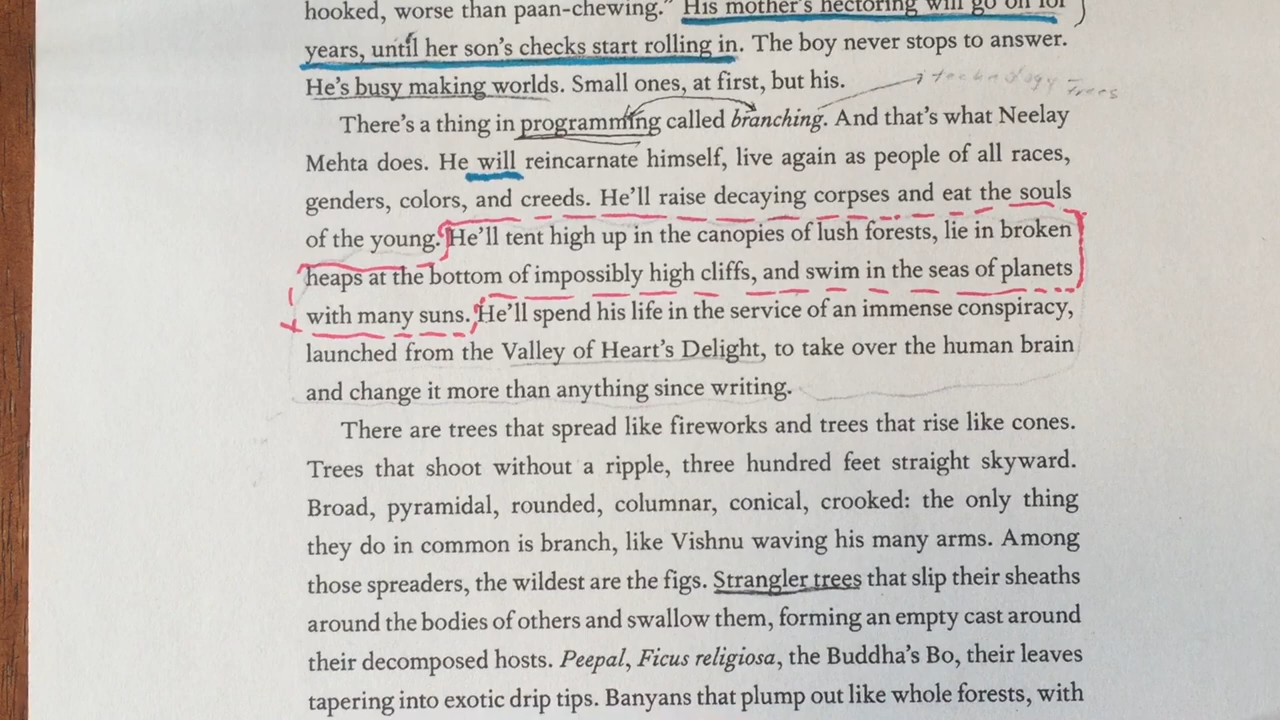 hooked, worse than paan-chewing.” His mother’s hectoring will go on for
years, until her son’s checks start rolling in. The boy never stops to answer.
He’s busy making worlds. Small ones, at first, but his.
technology
trees
There’s a thing in programming called branching. And that’s what Neelay
Mehta does. He will reincarnate himself, live again as people of all races,
genders, colors, and creeds. He’ll raise decaying corpses and eat the souls
of the young. He’ll tent high up in the canopies of lush forests, lie in broken
heaps at the bottom of impossibly high cliffs, and swim in the seas of planets
with many suns. He’ll spend his life in the service of an immense conspiracy,
launched from the Valley of Heart’s Delight, to take over the human brain
and change it more than anything since writing.
There are trees that spread like fireworks and trees that rise like cones.
Trees that shoot without a ripple, three hundred feet straight skyward.
Broad, pyramidal, rounded, columnar, conical, crooked: the only thing
they do in common is branch, like Vishnu waving his many arms. Among
those spreaders, the wildest are the figs. Strangler trees that slip their sheaths
around the bodies of others and swallow them, forming an empty cast around
their decomposed hosts. Peepal, Ficus religiosa, the Buddha’s Bo, their leaves
tapering into exotic drip tips. Banyans that plump out like whole forests, with